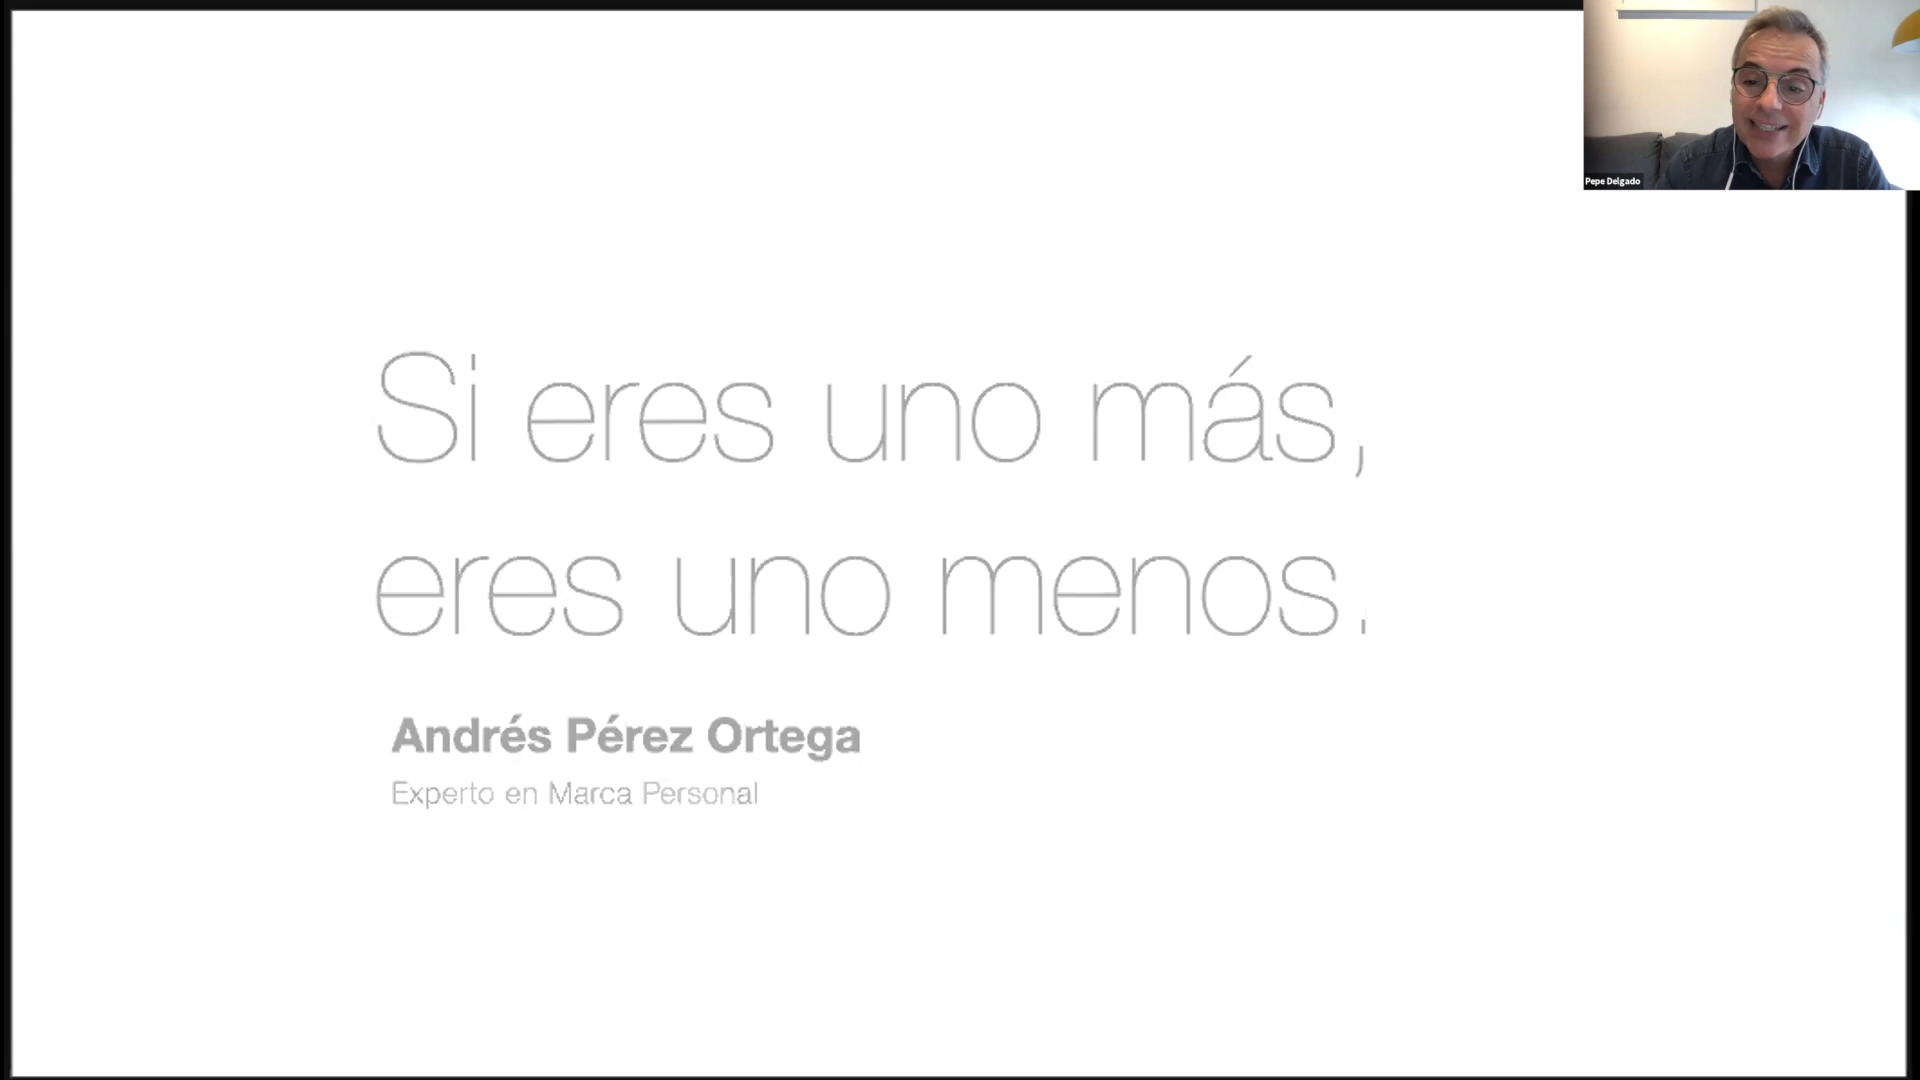 Pepe Delgado
Si eres uno más,
eres uno menos.
Andrés Pérez Ortega
Experto en Marca Personal